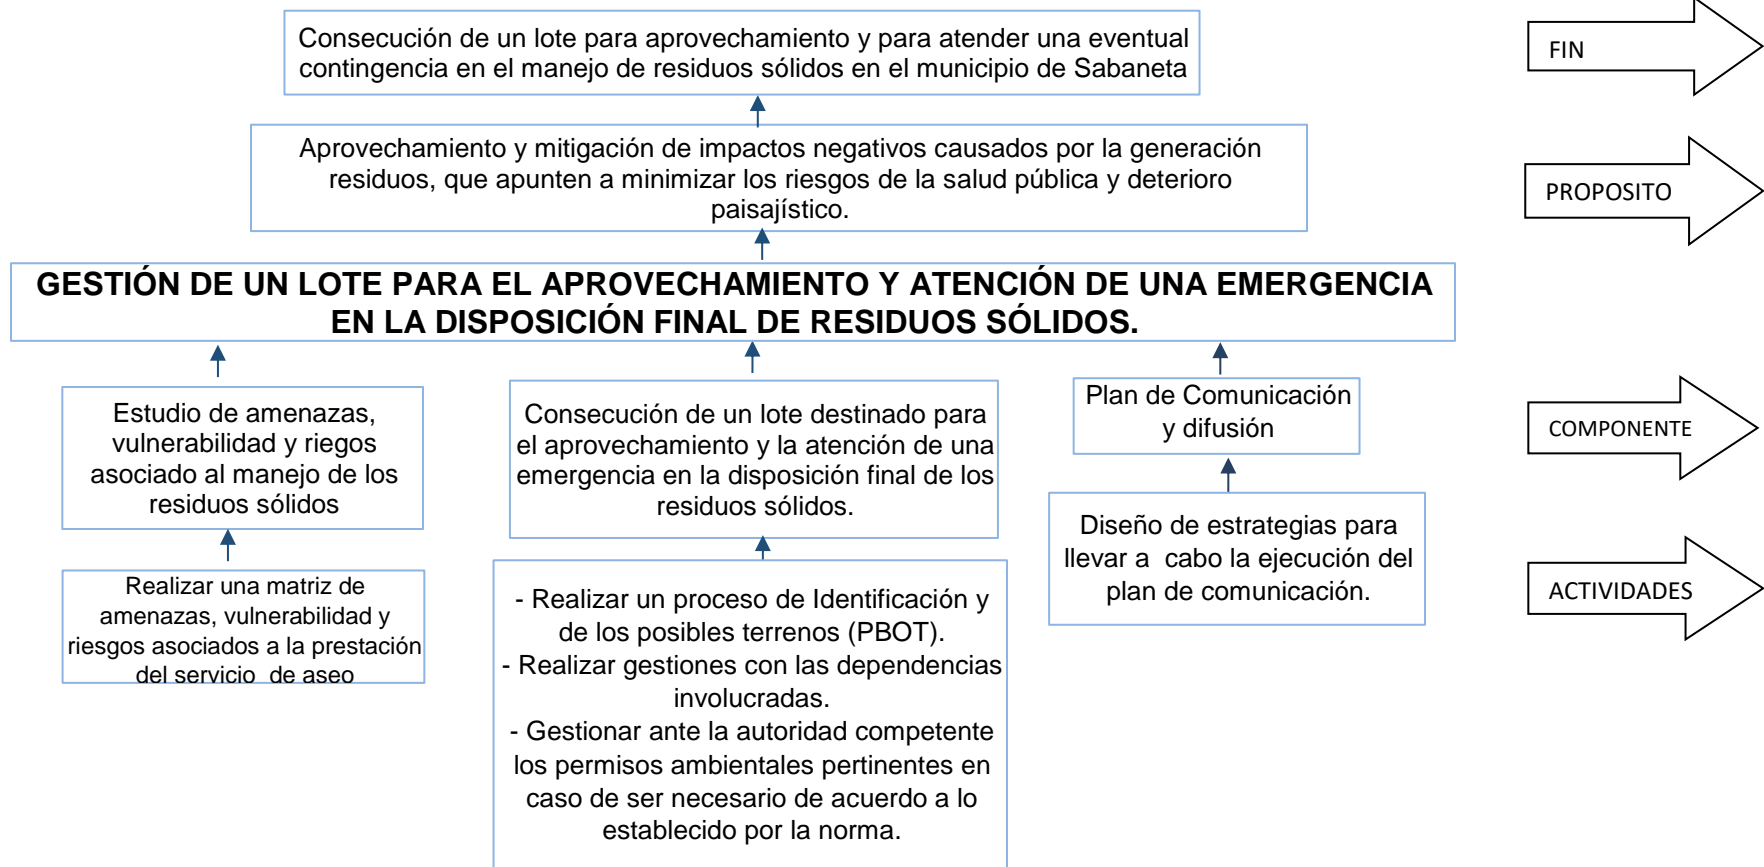 Consecución de un lote para aprovechamiento y para atender una eventual
contingencia en el manejo de residuos sólidos en el municipio de Sabaneta
FIN
Aprovechamiento y mitigación de impactos negativos causados por la generación
residuos, que apunten a minimizar los riesgos de la salud pública y deterioro
paisajístico.
PROPOSITO
GESTIÓN DE UN LOTE PARA EL APROVECHAMIENTO Y ATENCIÓN DE UNA EMERGENCIA
EN LA DISPOSICIÓN FINAL DE RESIDUOS SÓLIDOS.
Estudio de amenazas,
vulnerabilidad y riegos
asociado al manejo de los
residuos sólidos
Consecución de un lote destinado para
el aprovechamiento y la atención de una
emergencia en la disposición final de los
residuos sólidos.
Plan de Comunicación
y difusión
COMPONENTE
Realizar una matriz de
amenazas, vulnerabilidad y
riesgos asociados a la prestación
del servicio de aseo
- Realizar un proceso de Identificación y
de los posibles terrenos (PBOT).
- Realizar gestiones con las dependencias
involucradas.
- Gestionar ante la autoridad competente
los permisos ambientales pertinentes en
caso de ser necesario de acuerdo a lo
establecido por la norma.
Diseño de estrategias para
llevar a cabo la ejecución del
plan de comunicación.
ACTIVIDADES